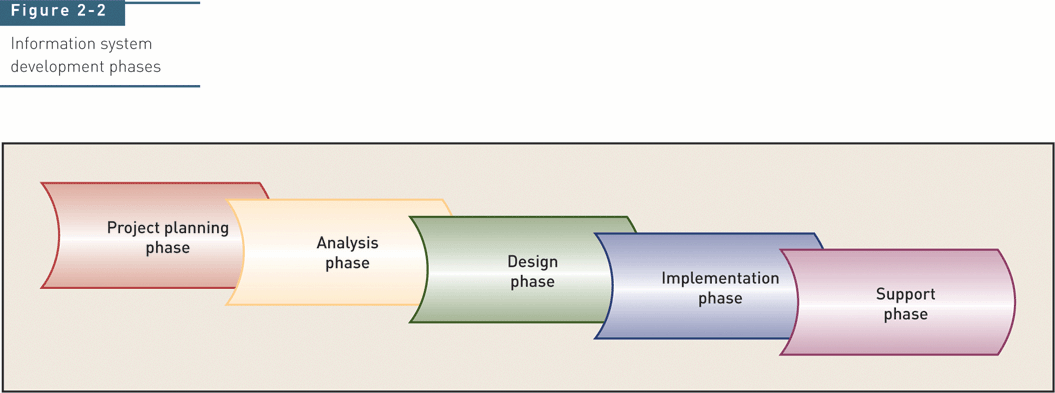 Figure 2-2
Information system
development phases
Project planning
phase
Analysis
phase
Design
phase
Implementation
phase
Support
phase